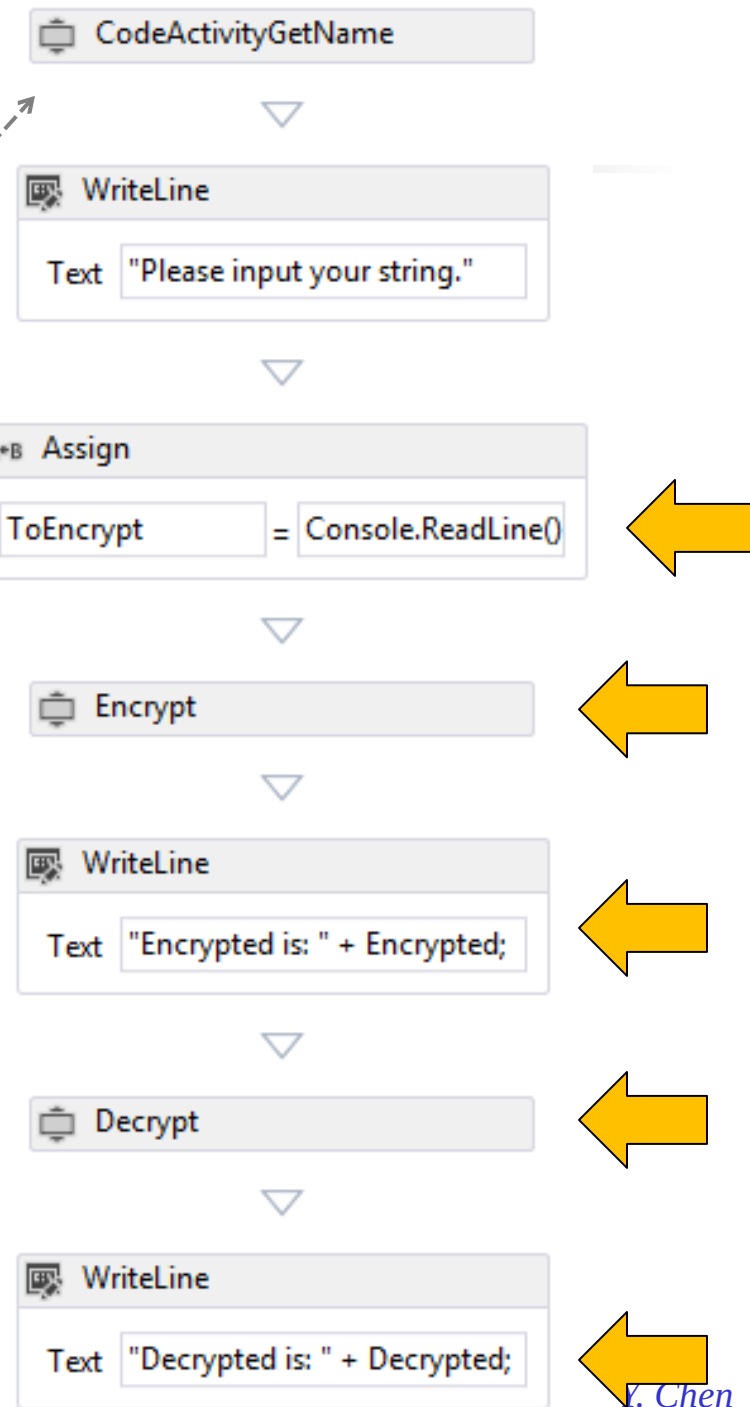 CodeActivityGetName
WriteLine
Text "Please input your string."
Assign
ToEncrypt = Console.ReadLine()
Encrypt
WriteLine
Text "Encrypted is: " + Encrypted;
Decrypt
WriteLine
Text "Decrypted is: " + Decrypted;
Y. Chen